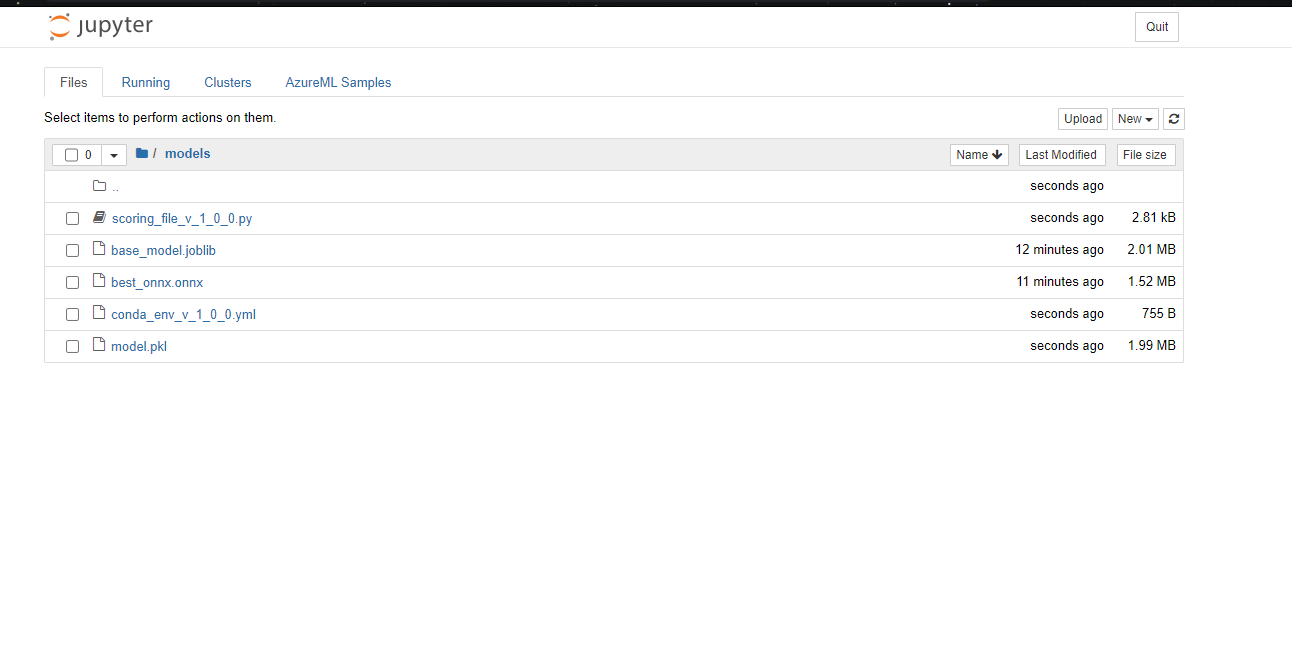 jupyter Quit
Files Running Clusters AzureML Samples
Select items to perform actions on them. Upload New
0 / models Name Last Modified File size
.. seconds ago
scoring_file_v_1_0_0.py seconds ago 2.81 kB
base_model.joblib 12 minutes ago 2.01 MB
best_onnx.onnx 11 minutes ago 1.52 MB
conda_env_v_1_0_0.yml seconds ago 755 B
model.pkl seconds ago 1.99 MB